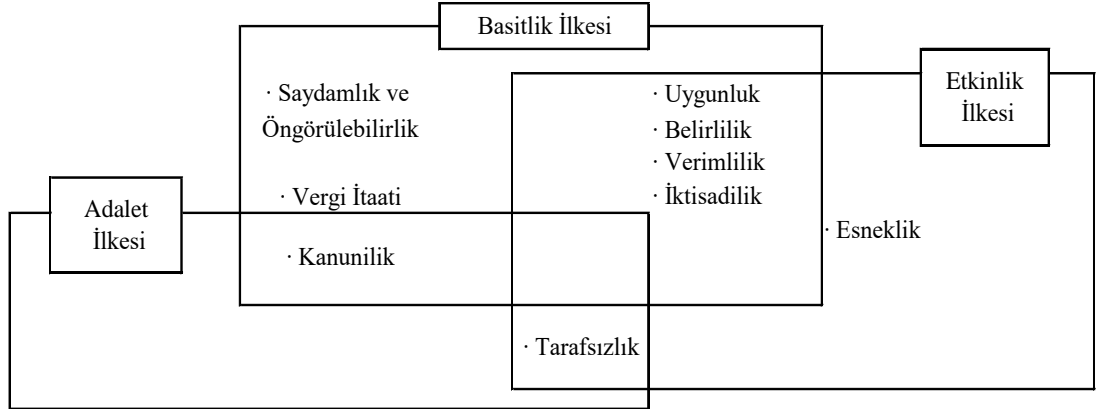 Basitlik İlkesi
Etkinlik
İlkesi
· Saydamlık ve
Öngörülebilirlik
· Uygunluk
· Belirlilik
· Verimlilik
· İktisadilik
· Vergi İtaati
Adalet
İlkesi
· Esneklik
· Kanunilik
· Tarafsızlık